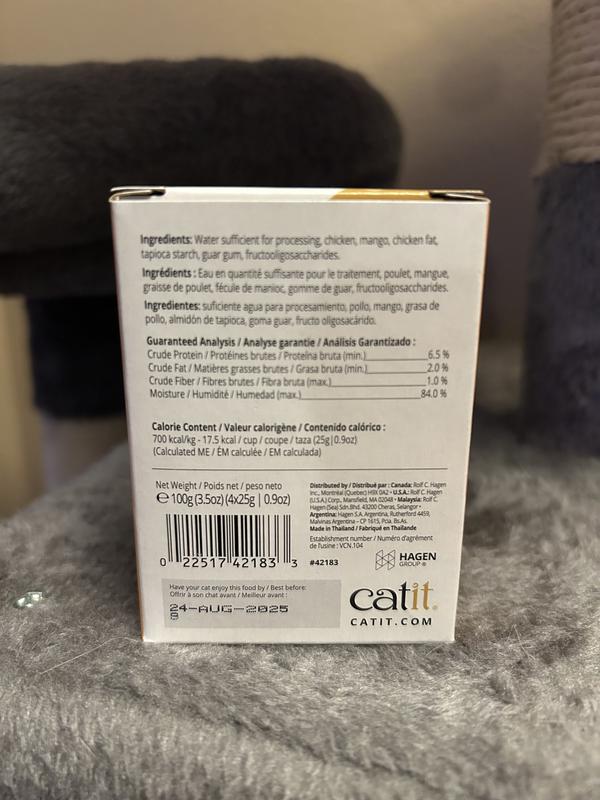 Ingredients: Water sufficient for processing, chicken, mango, chicken fat,
tapioca starch, guar gum, fructooligosaccharides.
Ingrédients : Eau en quantité suffisante pour le traitement, poulet, mangue,
graisse de poulet, fécule de manioc, gomme de guar, fructooligosaccharides.
Ingredientes: suficiente agua para procesamiento, pollo, mango, grasa de
pollo, almidón de tapioca, goma guar, fructo oligosacárido.
Guaranteed Analysis / Analyse garantie / Análisis Garantizado :
Crude Protein / Protéines brutes / Proteína bruta (min.) 6.5 %
Crude Fat / Matières grasses brutes / Grasa bruta (min.) 2.0 %
Crude Fiber / Fibres brutes / Fibra bruta (max.) 1.0 %
Moisture / Humidité / Humedad (max.) 84.0 %
Calorie Content / Valeur calorigène / Contenido calórico :
700 kcal/kg - 17.5 kcal / cup / coupe / taza (25g|0.9oz)
(Calculated ME / ÉM calculée / EM calculada)
Net Weight / Poids net / peso neto
℮ 100g (3.5oz) (4x25g | 0.9oz)
0 22517 42183 3
Distributed by / Distribué par : Canada: Rolf C. Hagen
Inc., Montréal (Quebec) H9X 0A2 • U.S.A.: Rolf C. Hagen
(U.S.A.) Corp., Mansfield, MA 02048 • Malaysia: Rolf C.
Hagen (Sea) Sdn.Bhd. 43200 Cheras, Selangor •
Argentina: Hagen S.A. Argentina, Rutherford 4459,
Malvinas Argentina - CP 1615, Pcia. Bs.As.
Made in Thailand / Fabriqué en Thaïlande
Establishment number / Numéro d'agrément
de l'usine : VCN.104
#42183
HAGEN
GROUP ®
Have your cat enjoy this food by / Best before:
Offrir à son chat avant / Meilleur avant :
24-AUG-2025
B
catit®
CATIT.COM